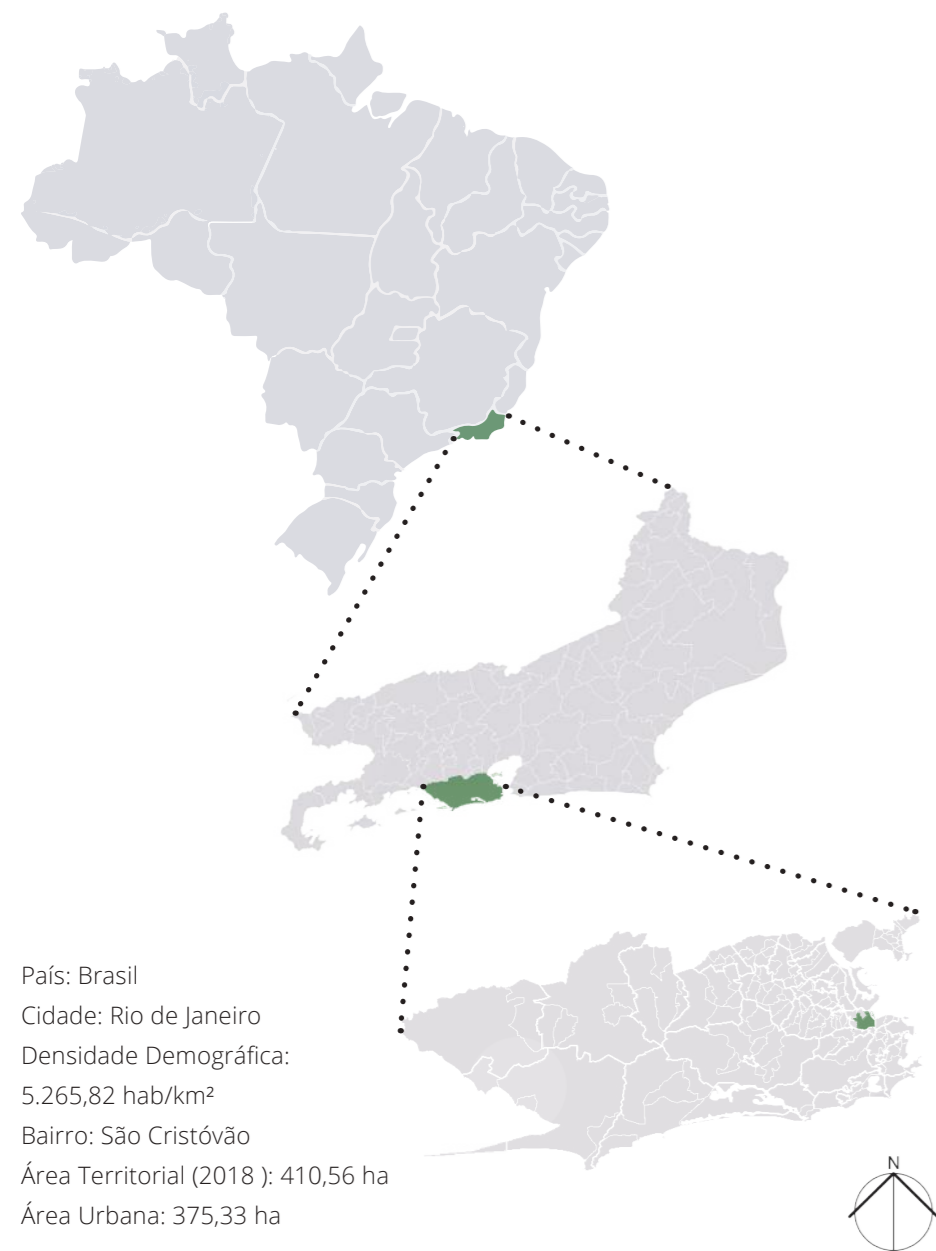 País: Brasil
Cidade: Rio de Janeiro
Densidade Demográfica:
5.265,82 hab/km²
Bairro: São Cristóvão
Área Territorial (2018 ): 410,56 ha
Área Urbana: 375,33 ha
N